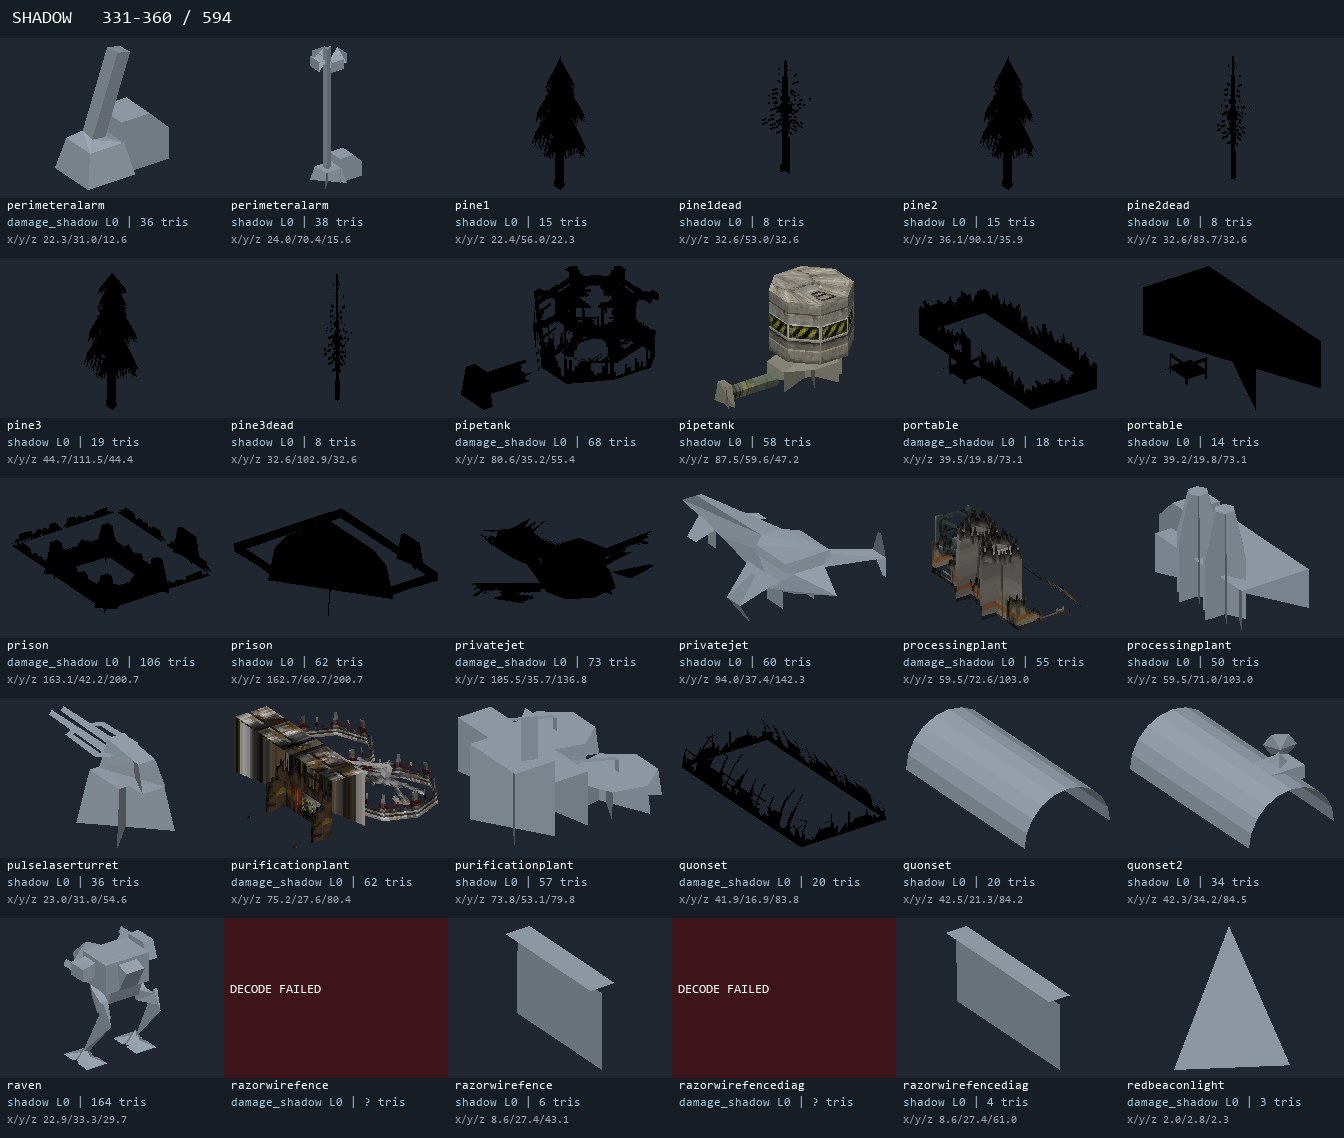 SHADOW 331-360 / 594
perimeteralarm
damage_shadow L0 | 36 tris
x/y/z 22.3/31.0/12.6
perimeteralarm
shadow L0 | 38 tris
x/y/z 24.0/70.4/15.6
pine1
shadow L0 | 15 tris
x/y/z 22.4/56.0/22.3
pine1dead
shadow L0 | 8 tris
x/y/z 32.6/53.0/32.6
pine2
shadow L0 | 15 tris
x/y/z 36.1/90.1/35.9
pine2dead
shadow L0 | 8 tris
x/y/z 32.6/83.7/32.6
pine3
shadow L0 | 19 tris
x/y/z 44.7/111.5/44.4
pine3dead
shadow L0 | 8 tris
x/y/z 32.6/102.9/32.6
pipetank
damage_shadow L0 | 68 tris
x/y/z 80.6/35.2/55.4
pipetank
shadow L0 | 58 tris
x/y/z 87.5/59.6/47.2
portable
damage_shadow L0 | 18 tris
x/y/z 39.5/19.8/73.1
portable
shadow L0 | 14 tris
x/y/z 39.2/19.8/73.1
prison
damage_shadow L0 | 106 tris
x/y/z 163.1/42.2/200.7
prison
shadow L0 | 62 tris
x/y/z 162.7/60.7/200.7
privatejet
damage_shadow L0 | 73 tris
x/y/z 105.5/35.7/136.8
privatejet
shadow L0 | 60 tris
x/y/z 94.0/37.4/142.3
processingplant
damage_shadow L0 | 55 tris
x/y/z 59.5/72.6/103.0
processingplant
shadow L0 | 50 tris
x/y/z 59.5/71.0/103.0
pulselaserturret
shadow L0 | 36 tris
x/y/z 23.0/31.0/54.6
purificationplant
damage_shadow L0 | 62 tris
x/y/z 75.2/27.6/80.4
purificationplant
shadow L0 | 57 tris
x/y/z 73.8/53.1/79.8
quonset
damage_shadow L0 | 20 tris
x/y/z 41.9/16.9/83.8
quonset
shadow L0 | 20 tris
x/y/z 42.5/21.3/84.2
quonset2
shadow L0 | 34 tris
x/y/z 42.3/34.2/84.5
raven
shadow L0 | 164 tris
x/y/z 22.9/33.3/29.7
DECODE FAILED
razorwirefence
damage_shadow L0 | ? tris
razorwirefence
shadow L0 | 6 tris
x/y/z 8.6/27.4/43.1
DECODE FAILED
razorwirefencediag
damage_shadow L0 | ? tris
razorwirefencediag
shadow L0 | 4 tris
x/y/z 8.6/27.4/61.0
redbeaconlight
damage_shadow L0 | 3 tris
x/y/z 2.0/2.8/2.3